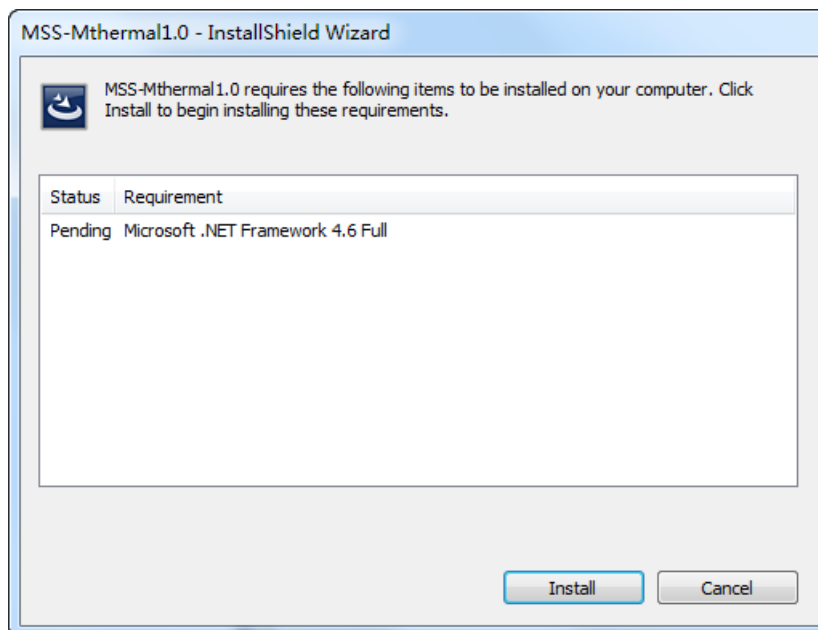 MSS-Mthermal1.0 - InstallShield Wizard
MSS-Mthermal1.0 requires the following items to be installed on your computer. Click
Install to begin installing these requirements.
Status Requirement
Pending Microsoft .NET Framework 4.6 Full
Install Cancel